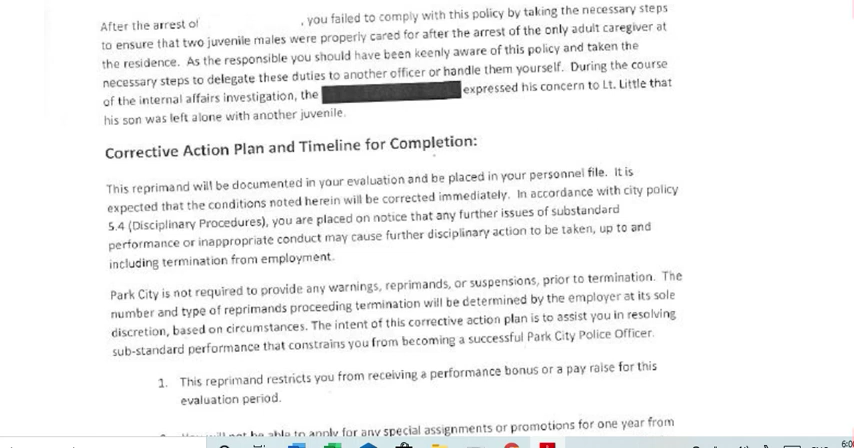 After the arrest of , you failed to comply with this policy by taking the necessary steps
to ensure that two juvenile males were properly cared for after the arrest of the only adult caregiver at
the residence. As the responsible you should have been keenly aware of this policy and taken the
necessary steps to delegate these duties to another officer or handle them yourself. During the course
of the internal affairs investigation, the expressed his concern to Lt. Little that
his son was left alone with another juvenile.
Corrective Action Plan and Timeline for Completion:
This reprimand will be documented in your evaluation and be placed in your personnel file. It is
expected that the conditions noted herein will be corrected immediately. In accordance with city policy
5.4 (Disciplinary Procedures), you are placed on notice that any further issues of substandard
performance or inappropriate conduct may cause further disciplinary action to be taken, up to and
including termination from employment.
Park City is not required to provide any warnings, reprimands, or suspensions, prior to termination. The
number and type of reprimands proceeding termination will be determined by the employer at its sole
discretion, based on circumstances. The intent of this corrective action plan is to assist you in resolving
sub-standard performance that constrains you from becoming a successful Park City Police Officer.
1. This reprimand restricts you from receiving a performance bonus or a pay raise for this
evaluation period.
will not be able to apply for any special assignments or promotions for one year from